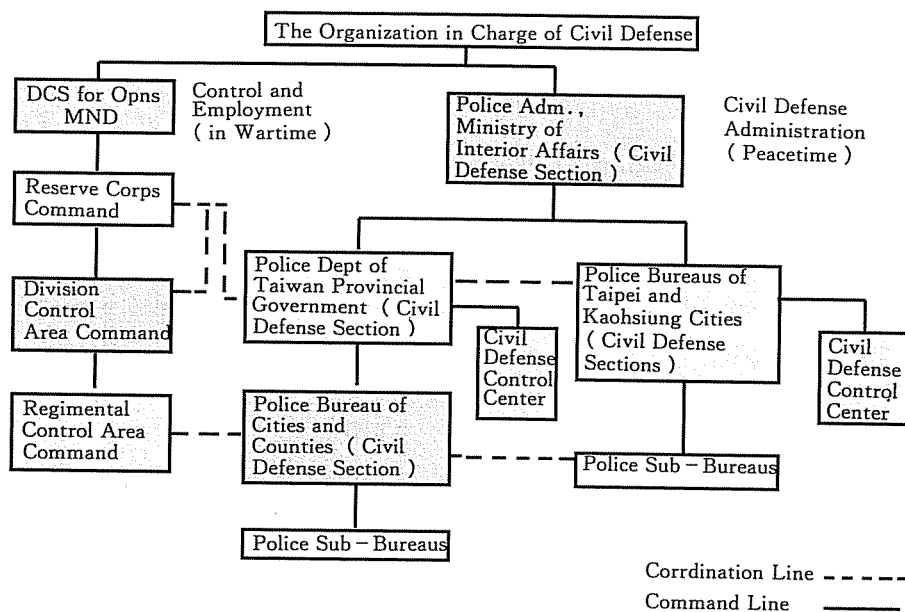 The Organization in Charge of Civil Defense
DCS for Opns
MND
Control and
Employment
( in Wartime )
Police Adm.,
Ministry of
Interior Affairs ( Civil
Defense Section )
Civil Defense
Administration
( Peacetime )
Reserve Corps
Command
Division
Control
Area Command
Regimental
Control Area
Command
Police Dept of
Taiwan Provincial
Government ( Civil
Defense Section )
Civil
Defense
Control
Center
Police Bureaus of
Taipei and
Kaohsiung Cities
( Civil Defense
Sections )
Civil
Defense
Control
Center
Police Bureau of
Cities and
Counties ( Civil
Defense Section )
Police Sub-Bureaus
Police Sub-Bureaus
Corrdination Line
Command Line